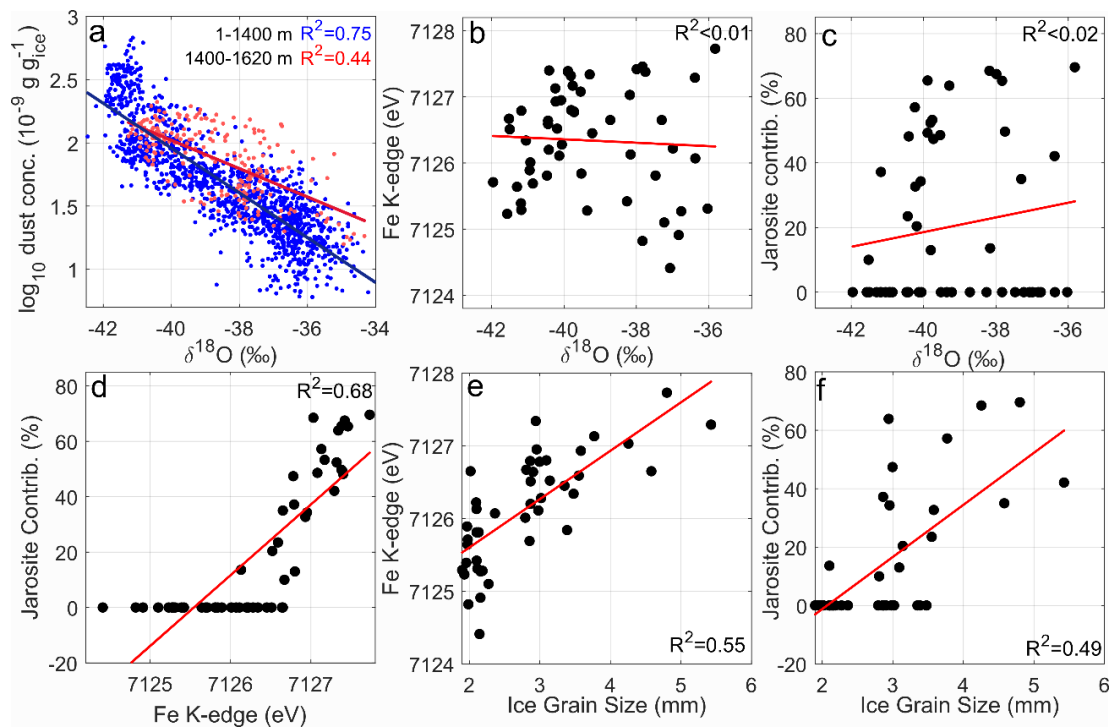 a
1-1400 m R²=0.75
1400-1620 m R²=0.44
3
2.5
2
1.5
1
log₁₀ dust conc. (10⁻⁹ g g⁻¹ice)
-42 -40 -38 -36 -34
δ¹⁸O (‰)
b
R²<0.01
7128
7127
7126
7125
7124
Fe K-edge (eV)
-42 -40 -38 -36
δ¹⁸O (‰)
c
R²<0.02
80
60
40
20
0
Jarosite contrib. (%)
-42 -40 -38 -36
δ¹⁸O (‰)
d
R²=0.68
80
60
40
20
0
-20
Jarosite Contrib. (%)
7125 7126 7127
Fe K-edge (eV)
e
R²=0.55
7128
7127
7126
7125
7124
Fe K-edge (eV)
2 3 4 5 6
Ice Grain Size (mm)
f
R²=0.49
80
60
40
20
0
-20
Jarosite Contrib. (%)
2 3 4 5 6
Ice Grain Size (mm)